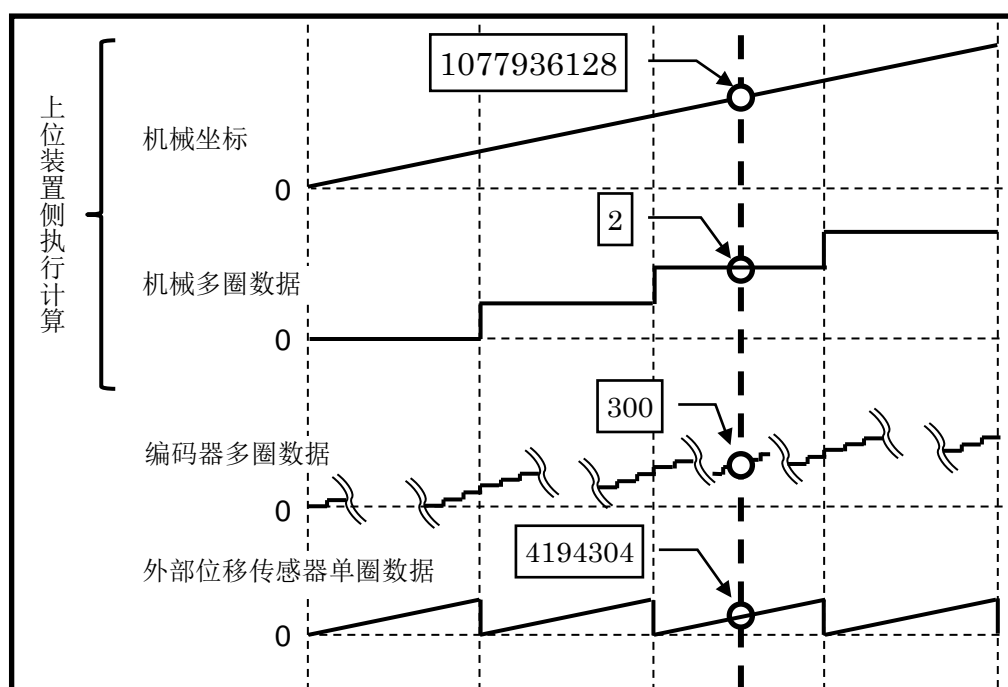 上位装置侧执行计算
1077936128
机械坐标
0
2
机械多圈数据
0
300
编码器多圈数据
0
4194304
外部位移传感器单圈数据
0